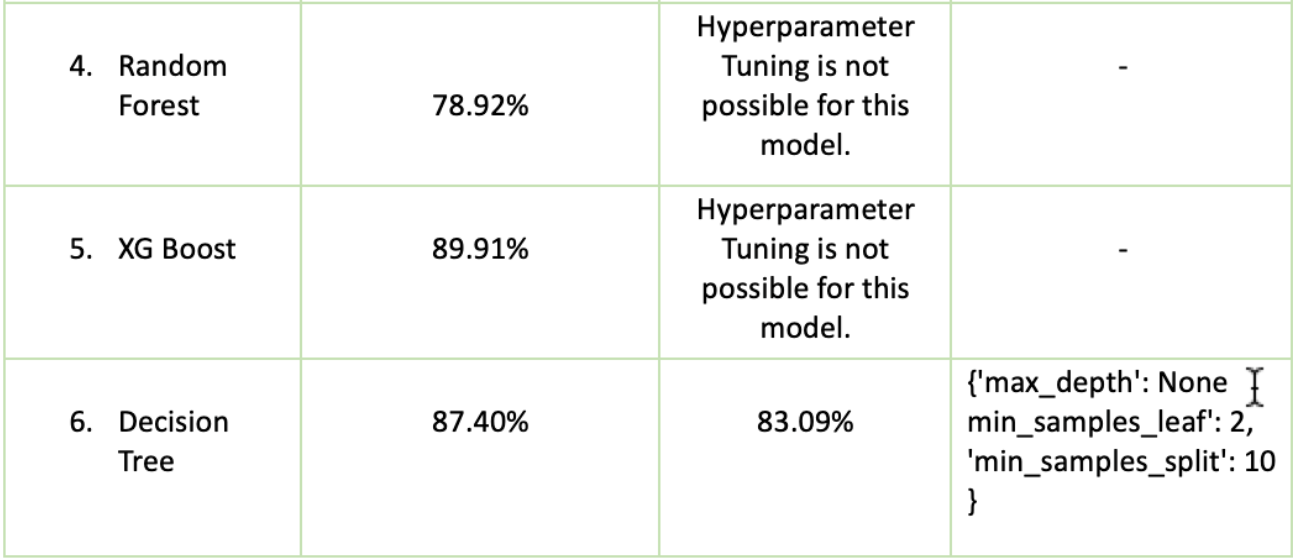 4. Random
Forest
78.92%
Hyperparameter
Tuning is not
possible for this
model.
-
5. XG Boost
89.91%
Hyperparameter
Tuning is not
possible for this
model.
-
6. Decision
Tree
87.40%
83.09%
{'max_depth': None
min_samples_leaf': 2,
'min_samples_split': 10
}